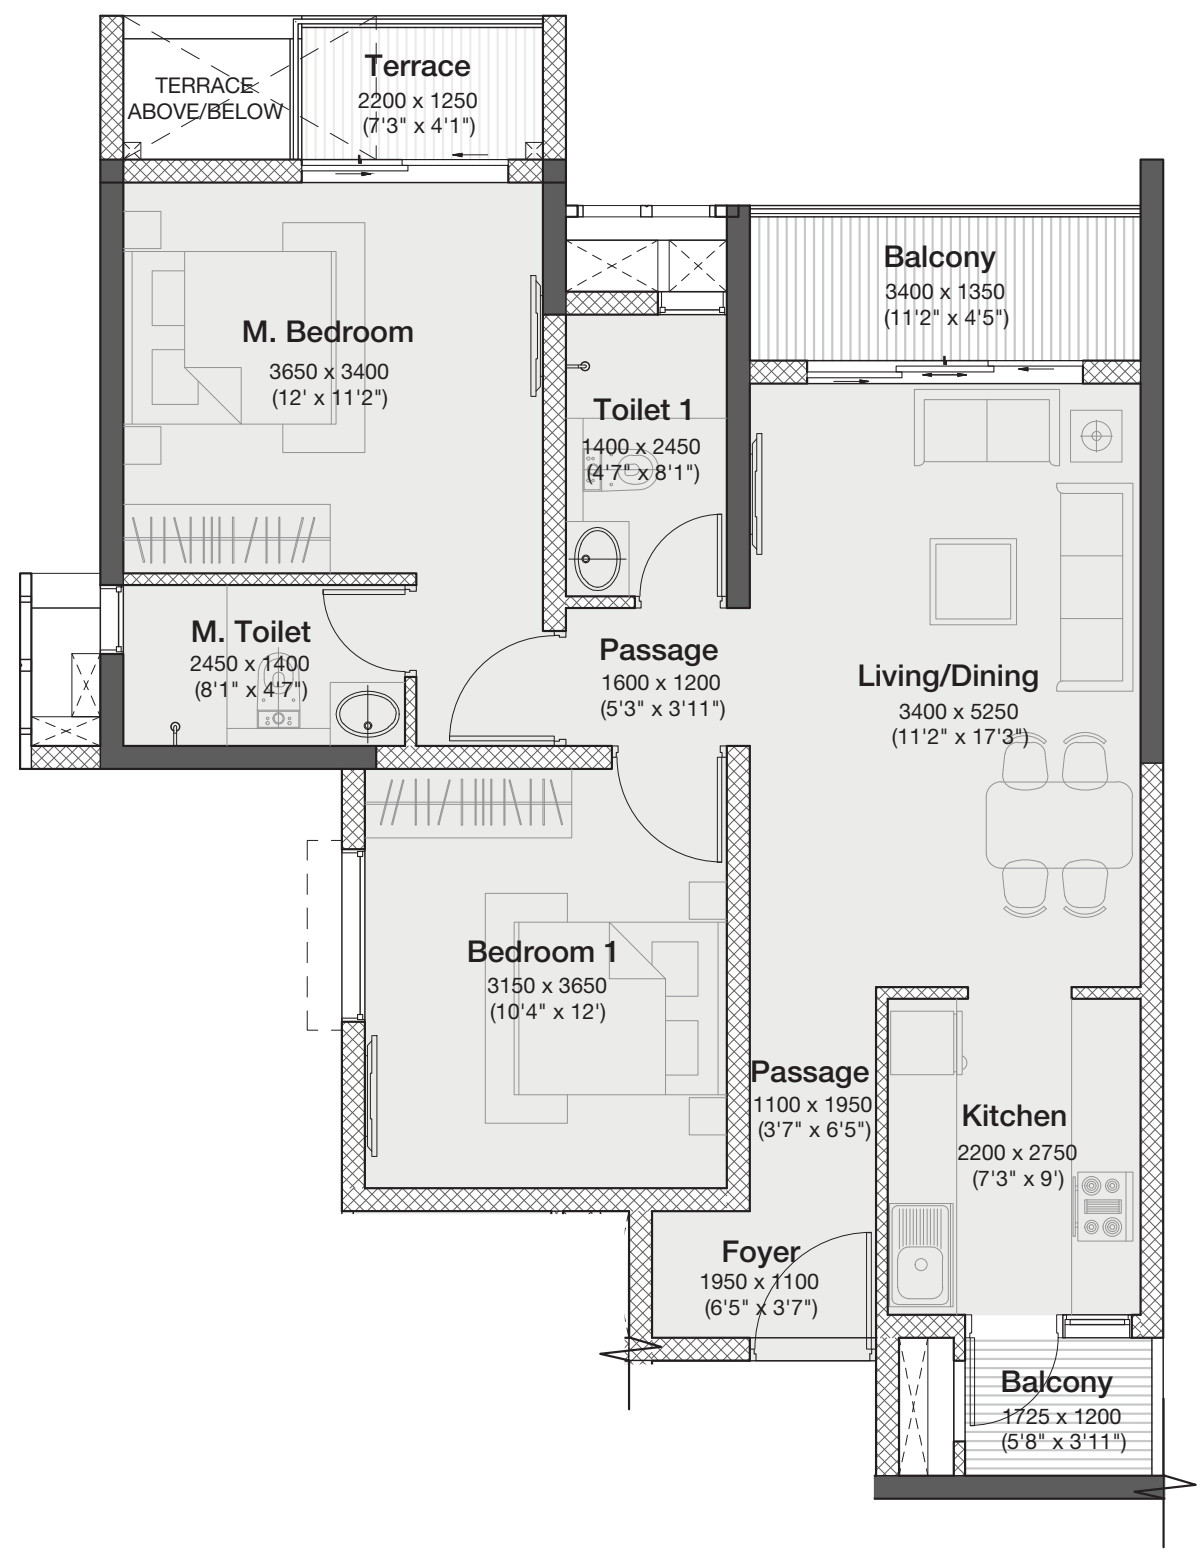 Terrace
2200 x 1250
(7'3" x 4'1")
TERRACE
ABOVE/BELOW
Balcony
3400 x 1350
(11'2" x 4'5")
M. Bedroom
3650 x 3400
(12' x 11'2")
Toilet 1
1400 x 2450
(4'7" x 8'1")
M. Toilet
2450 x 1400
(8'1" x 4'7")
Passage
1600 x 1200
(5'3" x 3'11")
Living/Dining
3400 x 5250
(11'2" x 17'3")
Bedroom 1
3150 x 3650
(10'4" x 12')
Passage
1100 x 1950
(3'7" x 6'5")
Kitchen
2200 x 2750
(7'3" x 9')
Foyer
1950 x 1100
(6'5" x 3'7")
Balcony
1725 x 1200
(5'8" x 3'11")